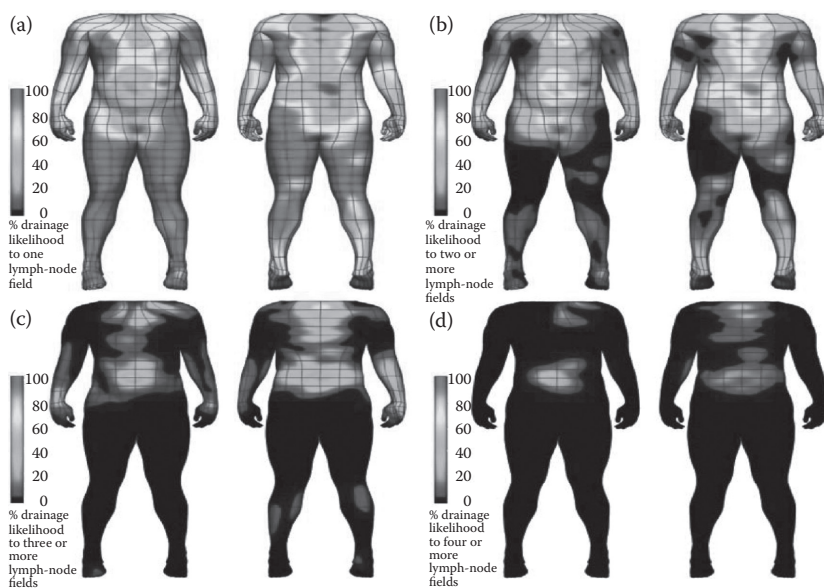 (a)
100
80
60
40
20
0
% drainage
likelihood
to one
lymph-node
field
(b)
100
80
60
40
20
0
% drainage
likelihood
to two or
more
lymph-node
fields
(c)
100
80
60
40
20
0
% drainage
likelihood
to three or
more
lymph-node
fields
(d)
100
80
60
40
20
0
% drainage
likelihood
to four or
more
lymph-node
fields